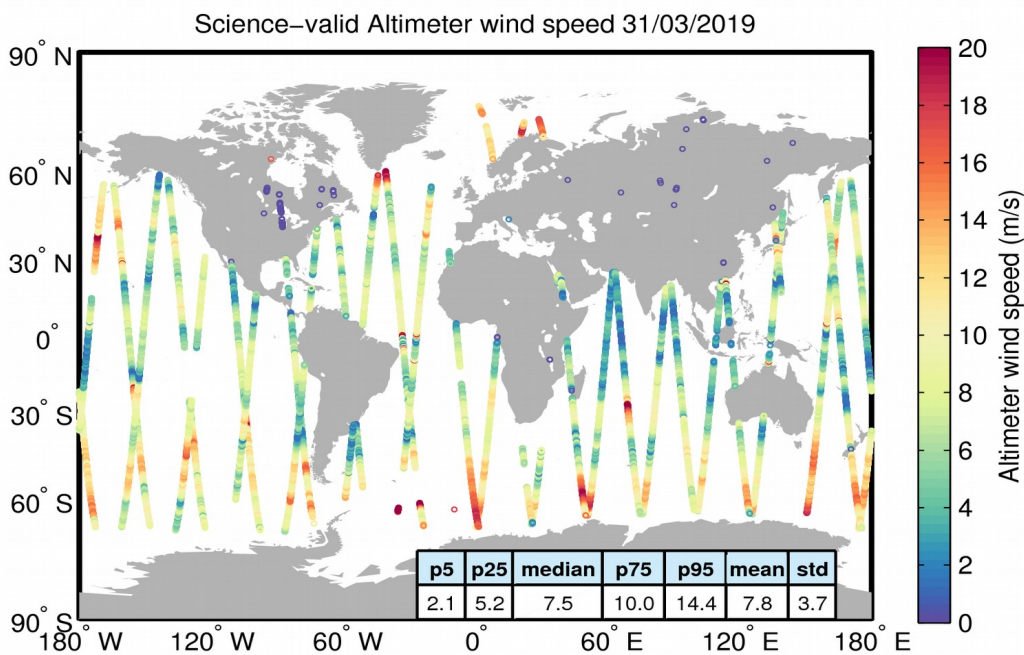 Science−valid Altimeter wind speed 31/03/2019
90° N
60° N
30° N
0°
30° S
60° S
90° S
180° W
120° W
60° W
0°
60° E
120° E
180° E
p5 p25 median p75 p95 mean std
2.1 5.2 7.5 10.0 14.4 7.8 3.7
20
18
16
14
12
10
8
6
4
2
0
Altimeter wind speed (m/s)